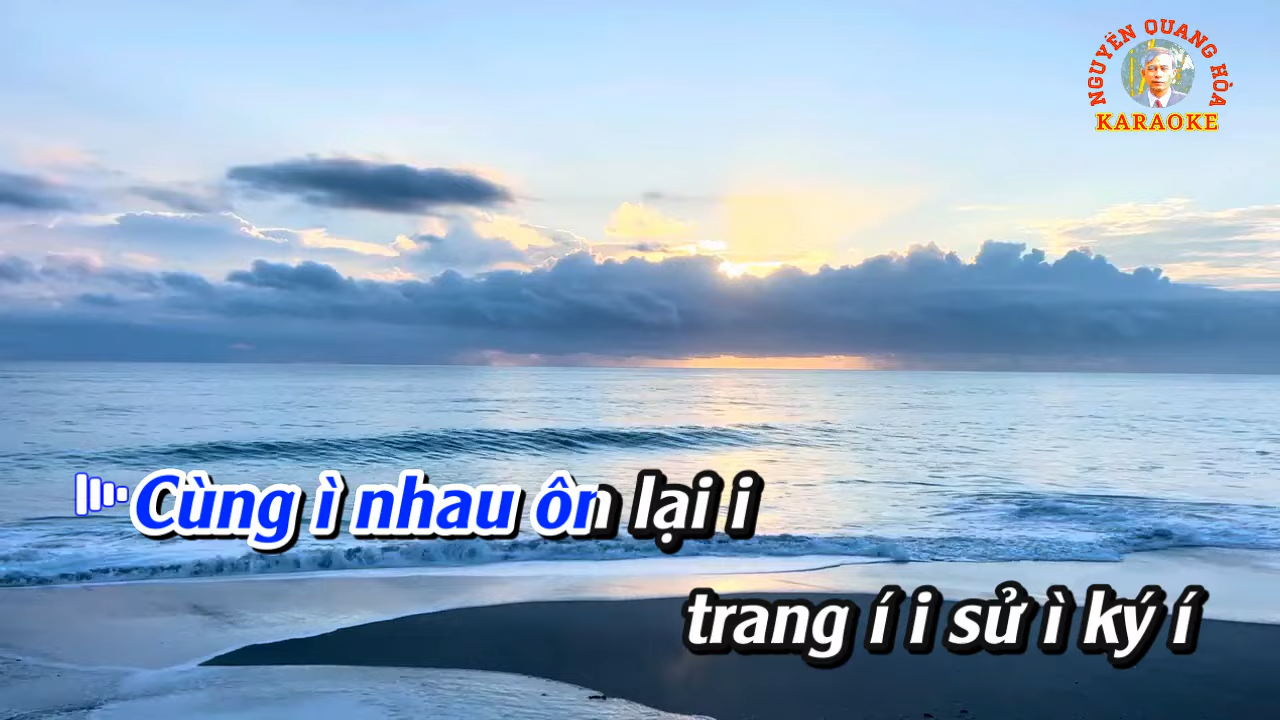 NGUYỄN QUANG HÒA
KARAOKE
Cùng ì nhau ôn lại i
trang í i sử ì ký í